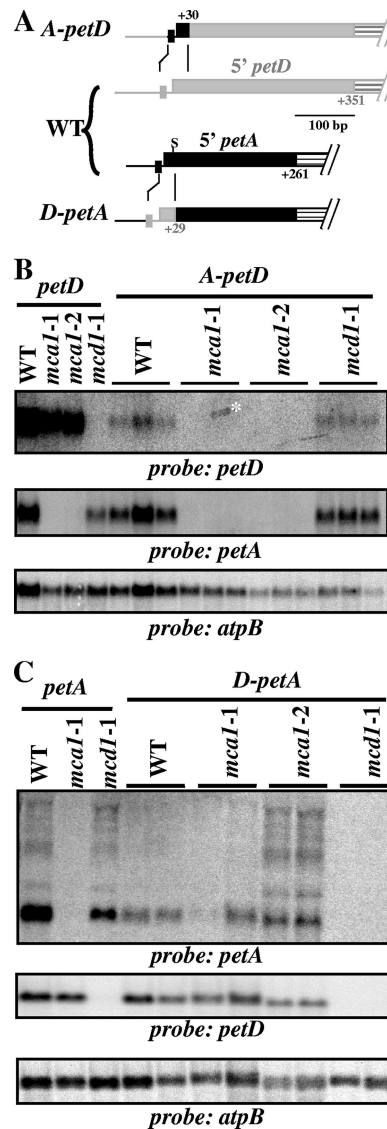 A
+30
A-petD
5' petD
+351
WT
100 bp
S
5' petA
+261
D-petA
+29
B
petD
A-petD
WT
mca1-1
mca1-2
mcd1-1
WT
mca1-1
mca1-2
mcd1-1
*
probe: petD
probe: petA
probe: atpB
C
petA
D-petA
WT
mca1-1
mcd1-1
WT
mca1-1
mca1-2
mcd1-1
probe: petA
probe: petD
probe: atpB